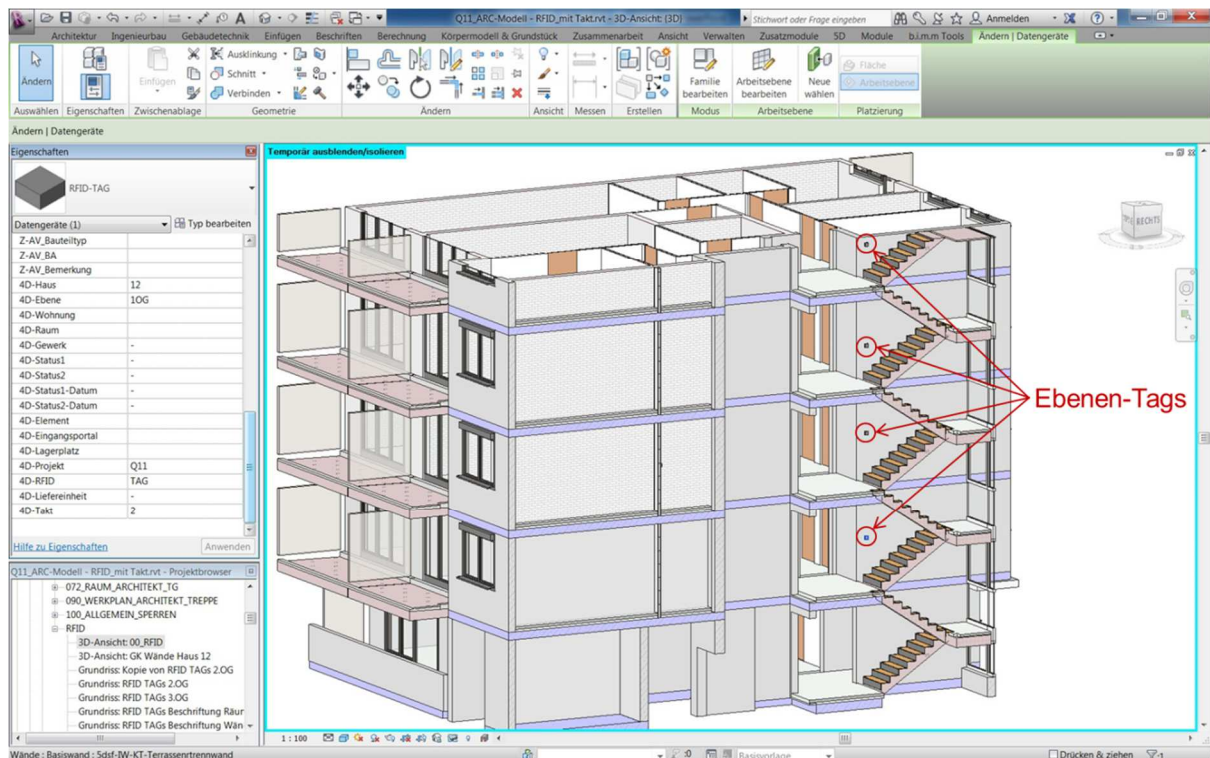 Q11_ARC-Modell - RFID_mit Takt.rvt - 3D-Ansicht: {3D}
Stichwort oder Frage eingeben
Anmelden
Architektur Ingenieurbau Gebäudetechnik Einfügen Beschriften Berechnung Körpermodell & Grundstück Zusammenarbeit Ansicht Verwalten Zusatzmodule 5D Module b.i.m.m Tools Ändern | Datengeräte
Ändern
Einfügen
Ausklinkung
Schnitt
Verbinden
Familie bearbeiten
Arbeitsebene bearbeiten
Neue wählen
Fläche
Arbeitsebene
Auswählen Eigenschaften Zwischenablage Geometrie Ändern Ansicht Messen Erstellen Modus Arbeitsebene Platzierung
Ändern | Datengeräte
Eigenschaften
RFID-TAG
Datengeräte (1)
Typ bearbeiten
Z-AV_Bauteiltyp
Z-AV_BA
Z-AV_Bemerkung
4D-Haus 12
4D-Ebene 1OG
4D-Wohnung
4D-Raum
4D-Gewerk -
4D-Status1 -
4D-Status2 -
4D-Status1-Datum -
4D-Status2-Datum -
4D-Element
4D-Eingangsportal
4D-Lagerplatz
4D-Projekt Q11
4D-RFID TAG
4D-Liefereinheit -
4D-Takt 2
Hilfe zu Eigenschaften
Anwenden
Q11_ARC-Modell - RFID_mit Takt.rvt - Projektbrowser
072_RAUM_ARCHITEKT_TG
090_WERKPLAN_ARCHITEKT_TREPPE
100_ALLGEMEIN_SPERREN
RFID
3D-Ansicht: 00_RFID
3D-Ansicht: GK Wände Haus 12
Grundriss: Kopie von RFID TAGs 2.OG
Grundriss: RFID TAGs 2.OG
Grundriss: RFID TAGs 3.OG
Grundriss: RFID TAGs Beschriftung Räur
Grundriss: RFID TAGs Beschriftung Wän
Temporär ausblenden/isolieren
RECHTS
Ebenen-Tags
1 : 100
Wände : Basiswand : 5dsf-IW-KT-Terrassenrtrennwand
:0
Basisvorlage
Drücken & ziehen
:1